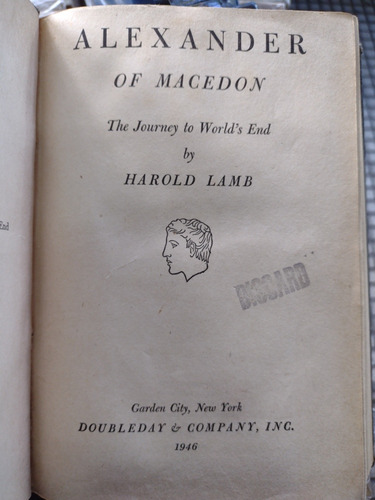 ALEXANDER
OF MACEDON
The Journey to World's End
by
HAROLD LAMB
DISCARD
Garden City, New York
DOUBLEDAY & COMPANY, INC.
1946